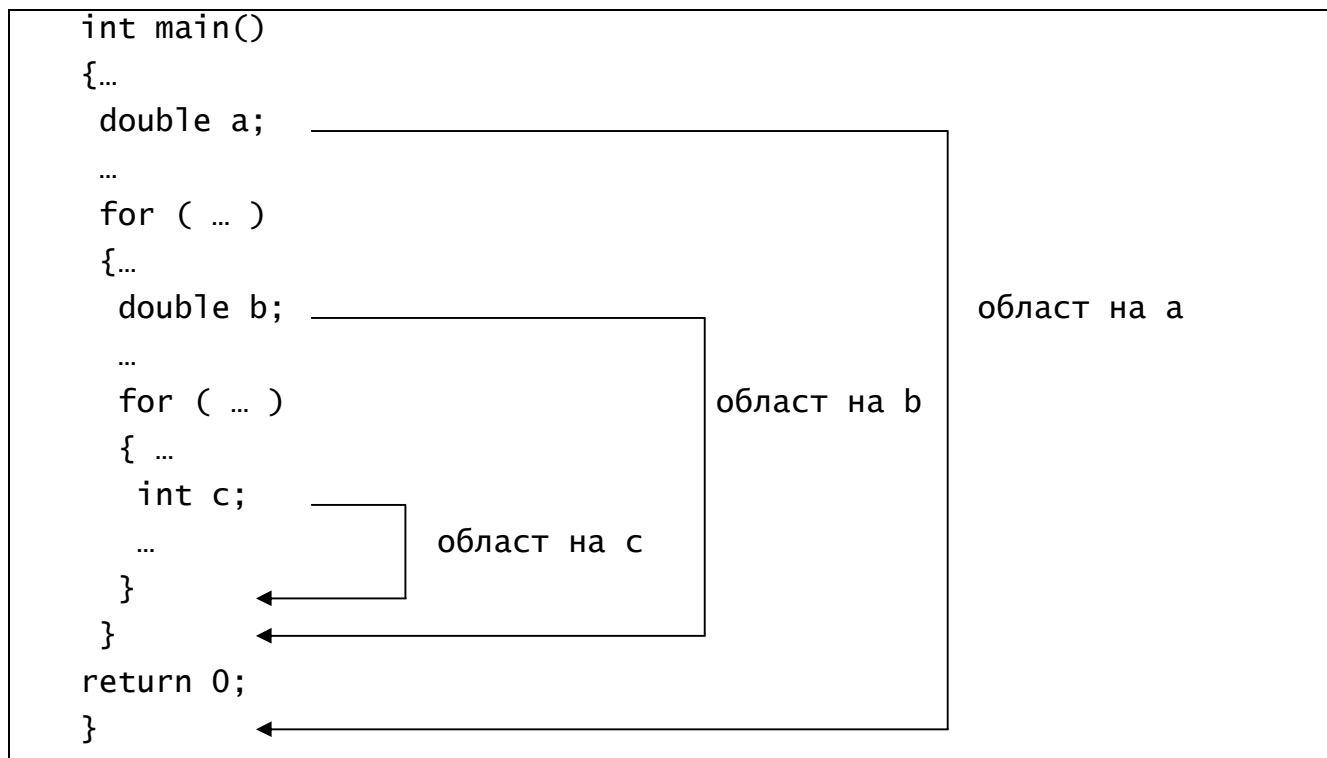 int main()
{…
double a;
…
for ( … )
{…
double b; област на a
…
for ( … ) област на b
{ …
int c;
… област на c
}
}
return 0;
}